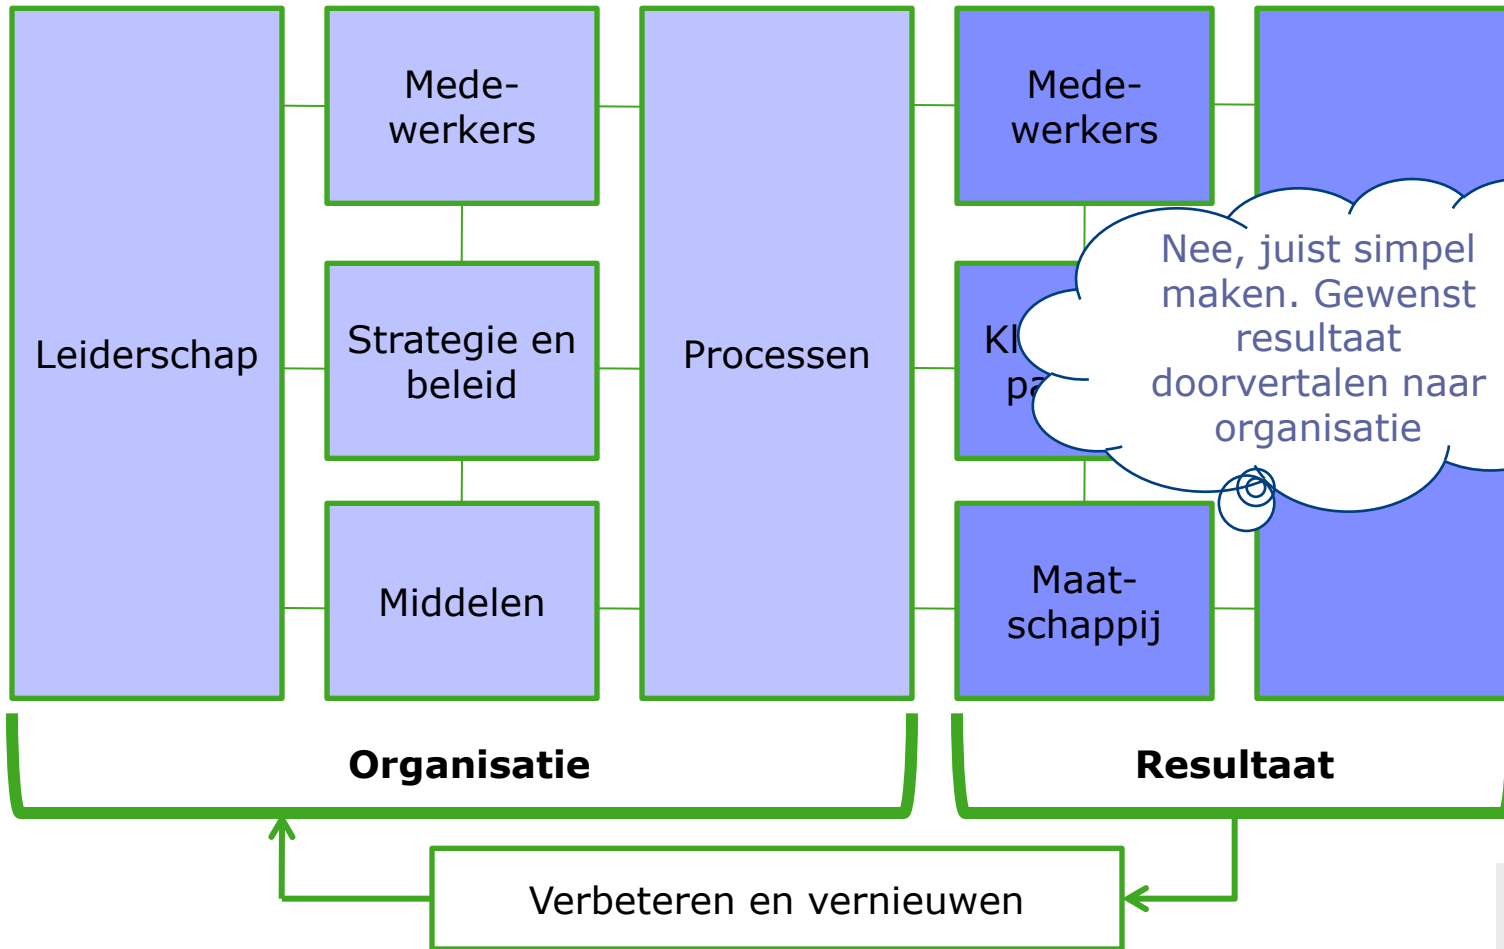 Mede-
werkers
Mede-
werkers
Leiderschap
Strategie en
beleid
Processen
Nee, juist simpel
maken. Gewenst
resultaat
doorvertalen naar
organisatie
Middelen
Maat-
schappij
Organisatie
Resultaat
Verbeteren en vernieuwen